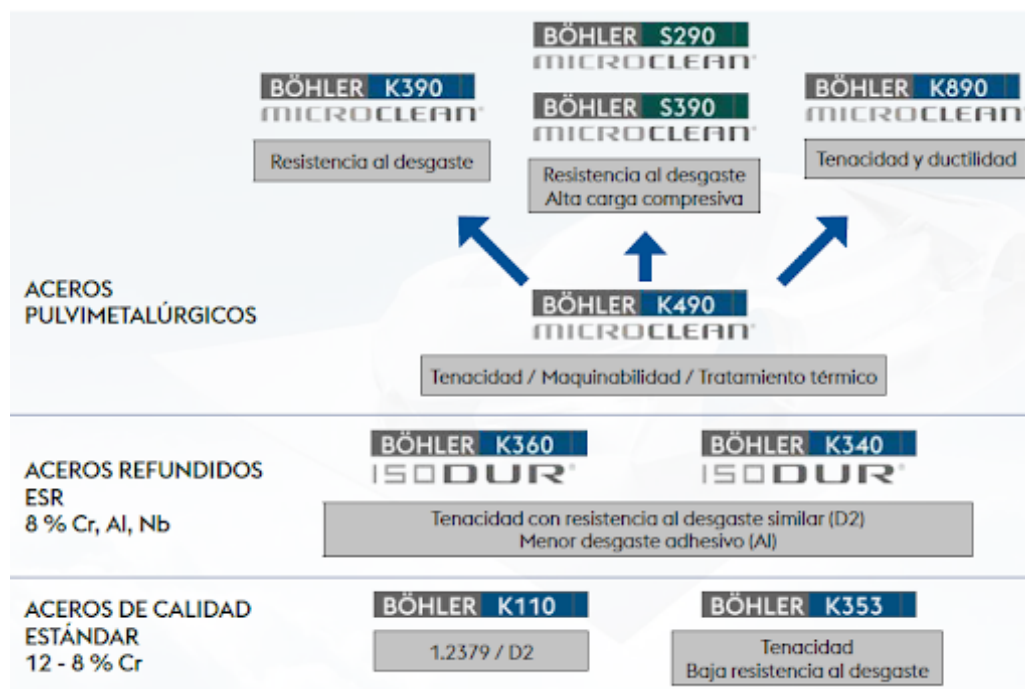 BÖHLER S290
MICROCLEAN®
BÖHLER K390
MICROCLEAN®
BÖHLER S390
MICROCLEAN®
BÖHLER K890
MICROCLEAN®
Resistencia al desgaste
Resistencia al desgaste
Alta carga compresiva
Tenacidad y ductilidad
ACEROS
PULVIMETALÚRGICOS
BÖHLER K490
MICROCLEAN®
Tenacidad / Maquinabilidad / Tratamiento térmico
ACEROS REFUNDIDOS
ESR
8 % Cr, Al, Nb
BÖHLER K360
ISODUR®
BÖHLER K340
ISODUR®
Tenacidad con resistencia al desgaste similar (D2)
Menor desgaste adhesivo (Al)
ACEROS DE CALIDAD
ESTÁNDAR
12 - 8 % Cr
BÖHLER K110
1.2379 / D2
BÖHLER K353
Tenacidad
Baja resistencia al desgaste